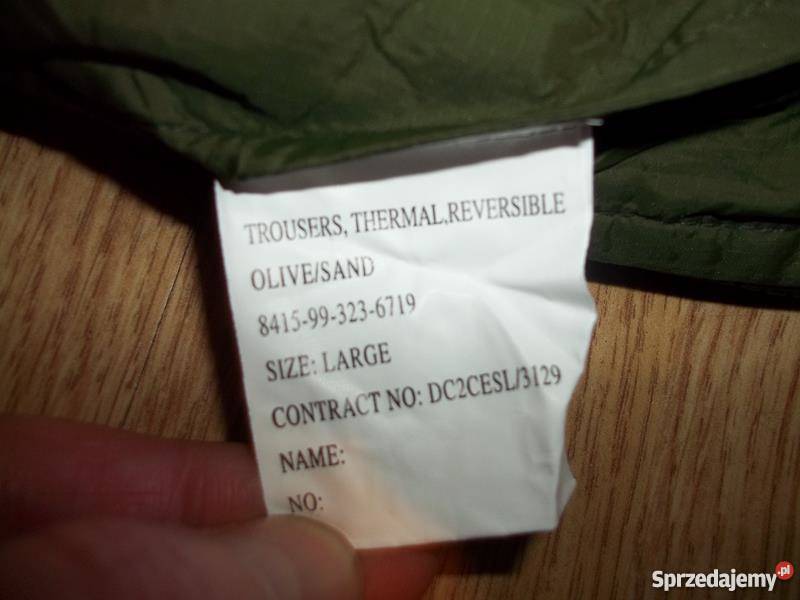 TROUSERS, THERMAL,REVERSIBLE
OLIVE/SAND
8415-99-323-6719
SIZE: LARGE
CONTRACT NO: DC2CESL/3129
NAME:
NO:
Sprzedajemy.pl